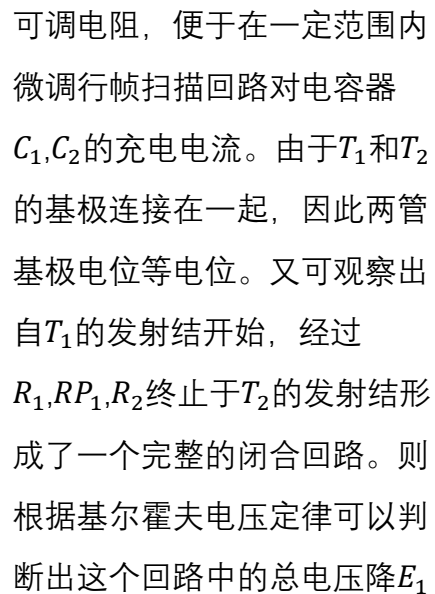 可调电阻，便于在一定范围内
微调行帧扫描回路对电容器
C₁,C₂的充电电流。由于T₁和T₂
的基极连接在一起，因此两管
基极电位等电位。又可观察出
自T₁的发射结开始，经过
R₁,RP₁,R₂终止于T₂的发射结形
成了一个完整的闭合回路。则
根据基尔霍夫电压定律可以判
断出这个回路中的总电压降E₁